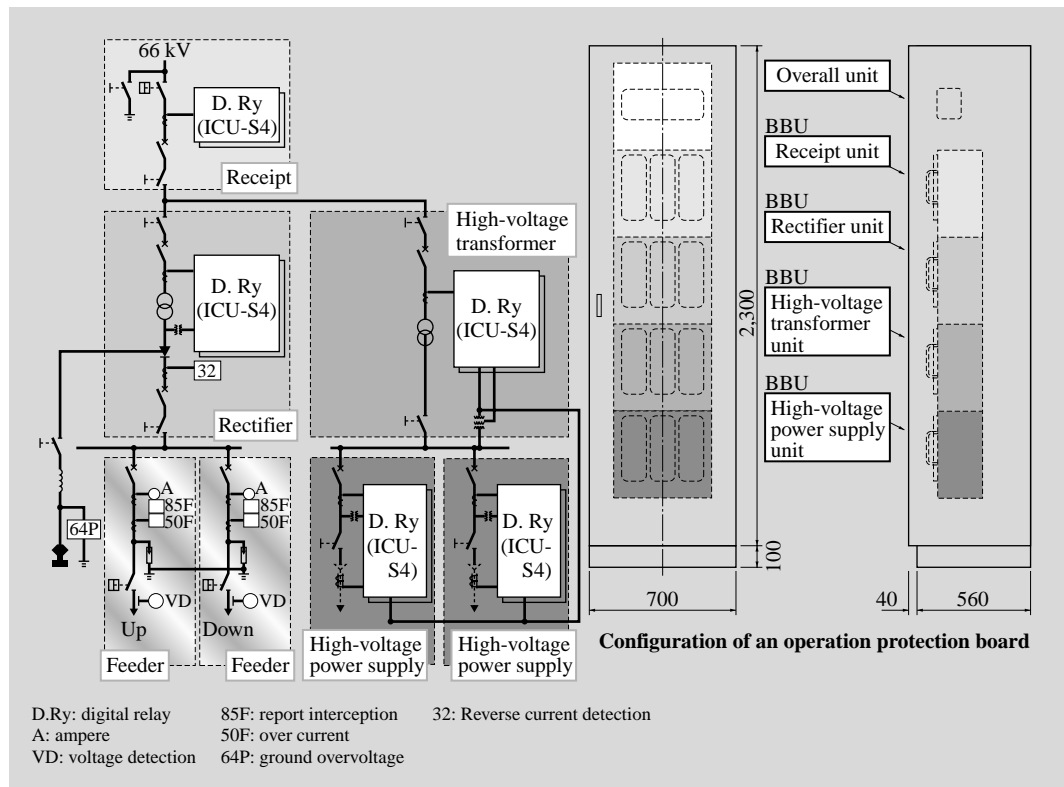 66 kV
D. Ry
(ICU-S4)
Receipt
D. Ry
(ICU-S4)
32
Rectifier
High-voltage
transformer
D. Ry
(ICU-S4)
64P
A
85F
50F
VD
Up
Feeder
A
85F
50F
VD
Down
Feeder
D. Ry
(ICU-
S4)
High-voltage
power supply
D. Ry
(ICU-
S4)
High-voltage
power supply
2,300
100
700
Overall unit
BBU
Receipt unit
BBU
Rectifier unit
BBU
High-voltage
transformer
unit
BBU
High-voltage
power supply
unit
40
560
Configuration of an operation protection board
D.Ry: digital relay
A: ampere
VD: voltage detection
85F: report interception
50F: over current
64P: ground overvoltage
32: Reverse current detection